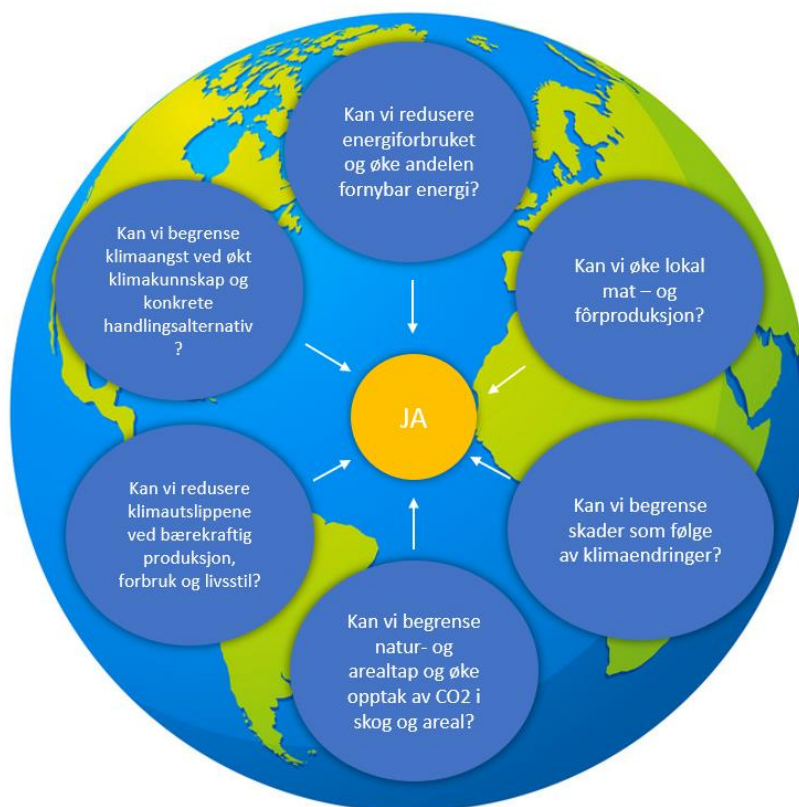 Kan vi redusere
energiforbruket
og øke andelen
fornybar energi?
Kan vi øke lokal
mat – og
fôrproduksjon?
Kan vi begrense
skader som følge
av klimaendringer?
Kan vi begrense
natur- og
arealtap og øke
opptak av CO2 i
skog og areal?
Kan vi redusere
klimautslippene
ved bærekraftig
produksjon,
forbruk og livsstil?
Kan vi begrense
klimaangst ved økt
klimakunnskap og
konkrete
handlingsalternativ
?
JA